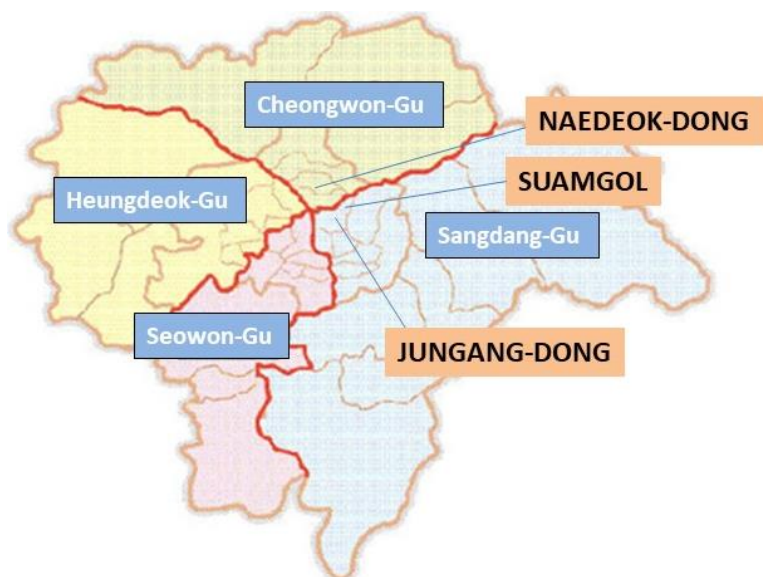 Cheongwon-Gu
NAEDEOK-DONG
SUAMGOL
Heungdeok-Gu
Sangdang-Gu
Seowon-Gu
JUNGANG-DONG